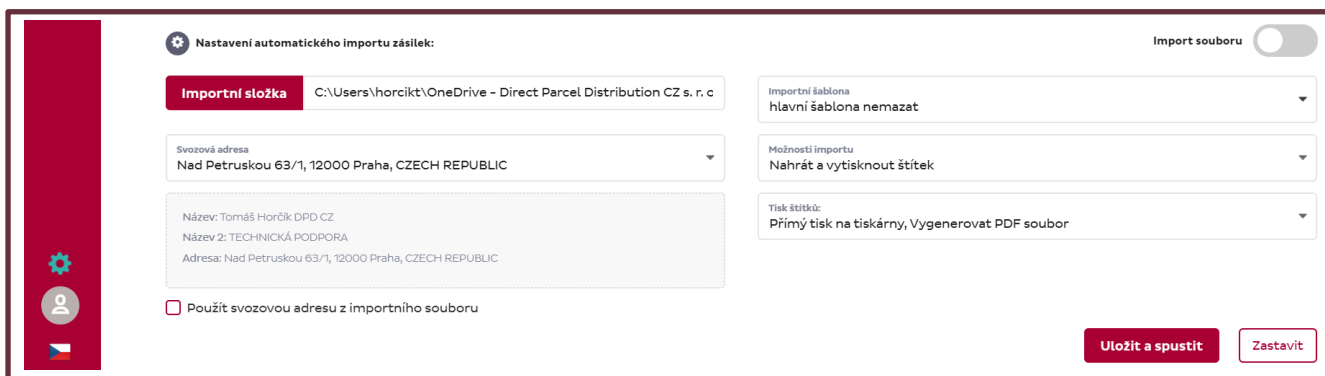 Nastavení automatického importu zásilek:
Import souboru
Importní složka
C:\Users\horcikt\OneDrive - Direct Parcel Distribution CZ s. r. o
Importní šablona
hlavní šablona nemazat
Svozová adresa
Nad Petruskou 63/1, 12000 Praha, CZECH REPUBLIC
Možnosti importu
Nahrát a vytisknout štítek
Název: Tomáš Horčík DPD CZ
Název 2: TECHNICKÁ PODPORA
Adresa: Nad Petruskou 63/1, 12000 Praha, CZECH REPUBLIC
Tisk štítků:
Přímý tisk na tiskárny, Vygenerovat PDF soubor
Použít svozovou adresu z importního souboru
Uložit a spustit
Zastavit